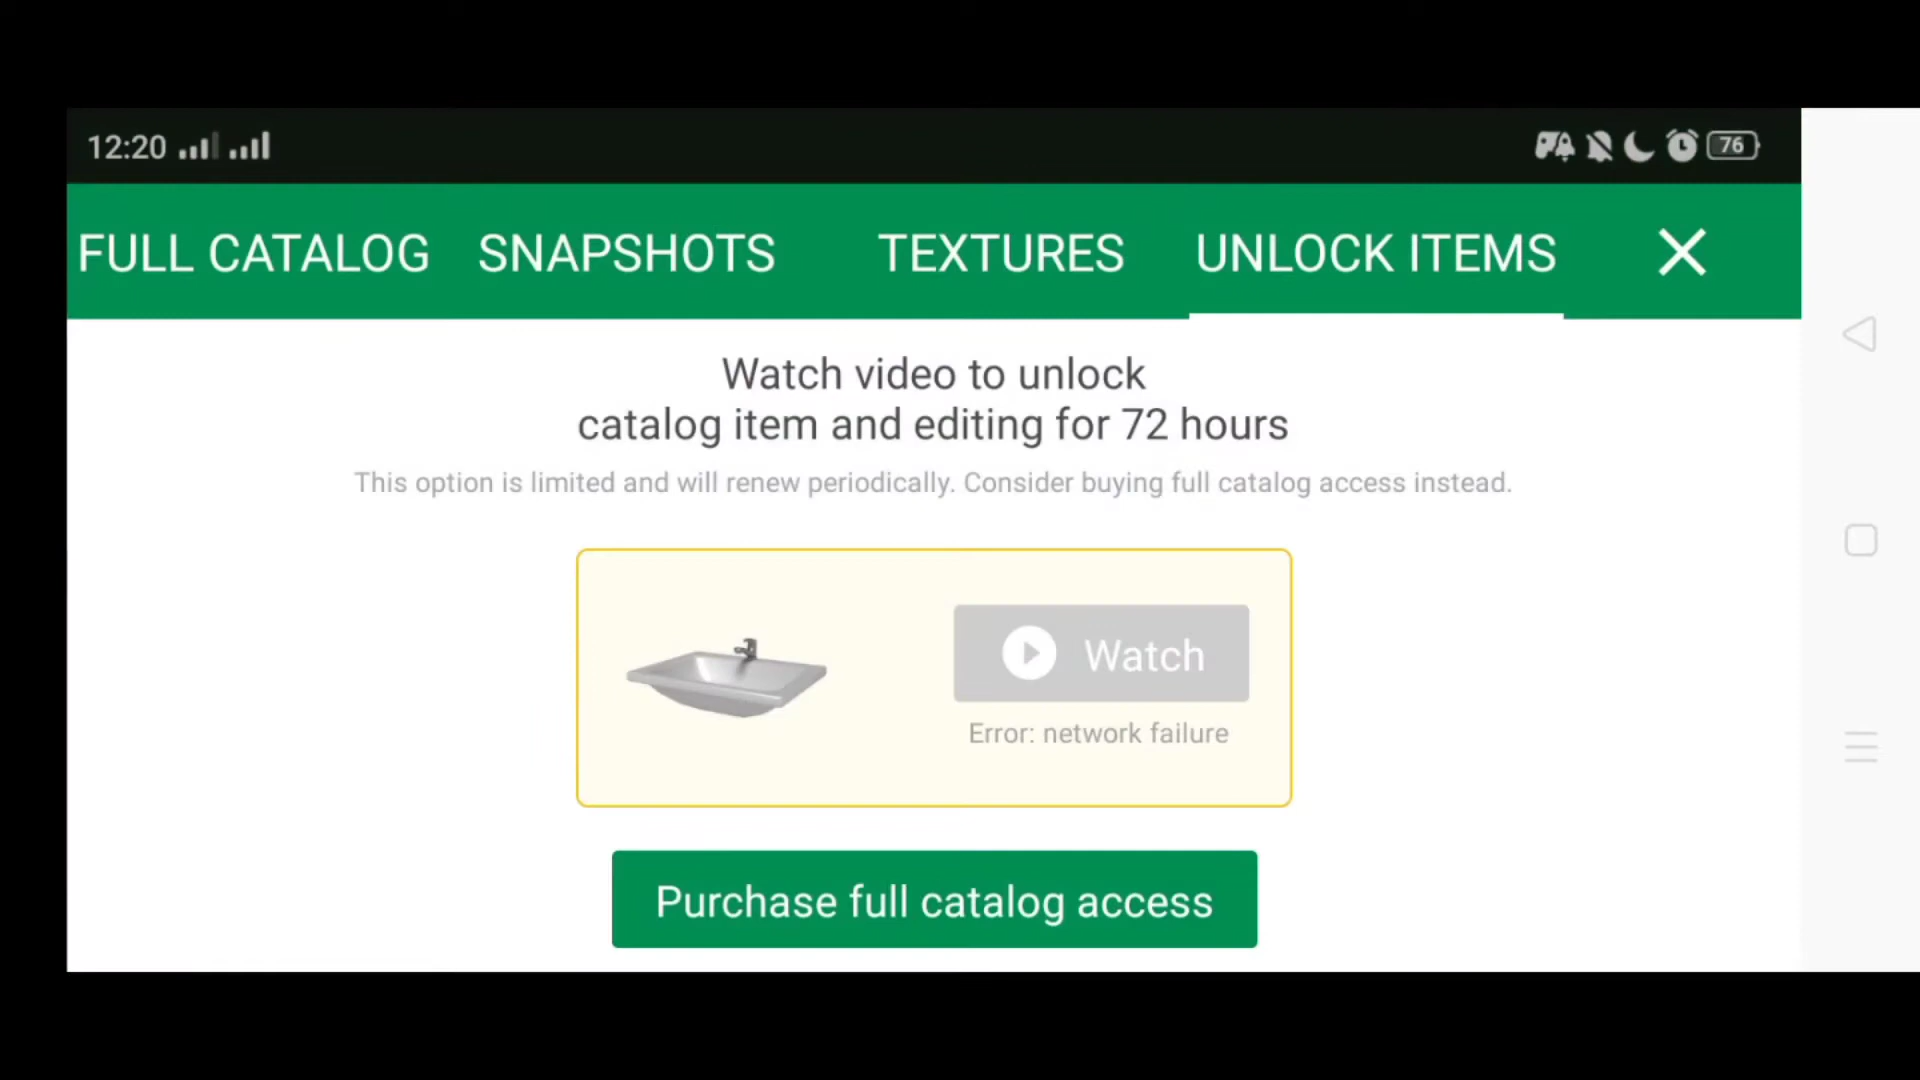 12:20
76
FULL CATALOG SNAPSHOTS TEXTURES UNLOCK ITEMS
Watch video to unlock
catalog item and editing for 72 hours
This option is limited and will renew periodically. Consider buying full catalog access instead.
Watch
Error: network failure
Purchase full catalog access